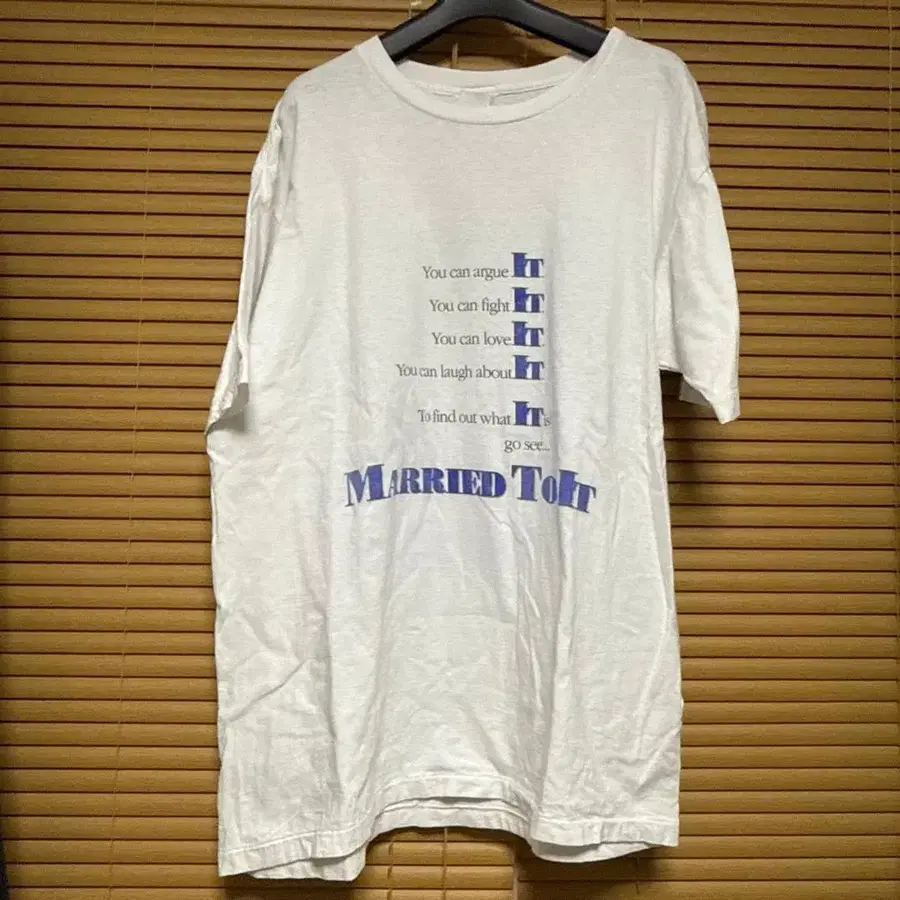 You can argue IT
You can fight IT
You can love IT
You can laugh about IT
To find out what IT is
go see...
MARRIED TO IT